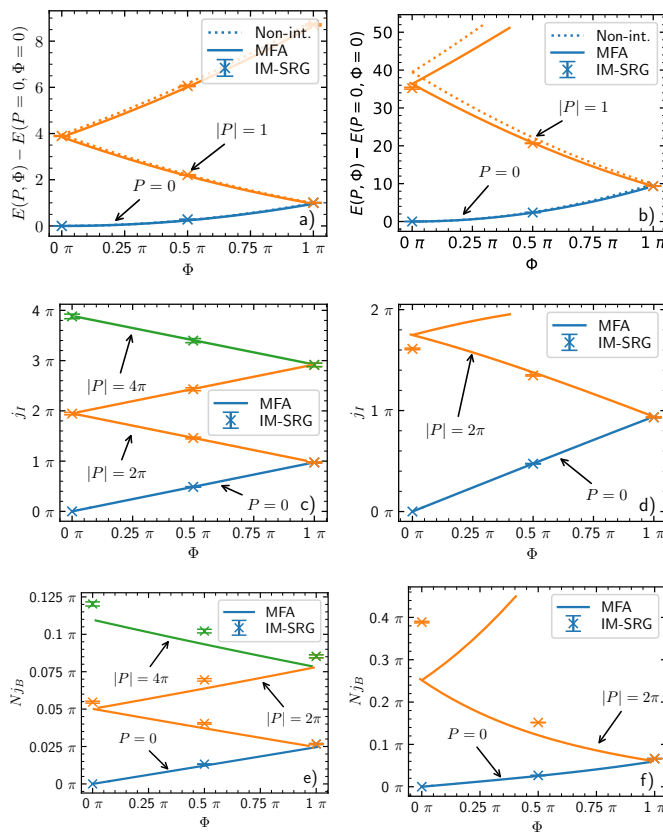 Non-int.
MFA
IM-SRG
E(P, Φ) − E(P = 0, Φ = 0)
8
6
4
2
0
|P| = 1
P = 0
a)
0 π
0.25 π
0.5 π
0.75 π
1 π
Φ
Non-int.
MFA
IM-SRG
E(P, Φ) − E(P = 0, Φ = 0)
50
40
30
20
10
0
|P| = 1
P = 0
b)
0 π
0.25 π
0.5 π
0.75 π
1 π
Φ
4 π
3 π
2 π
1 π
0 π
j_I
|P| = 4π
MFA
IM-SRG
|P| = 2π
P = 0
c)
0 π
0.25 π
0.5 π
0.75 π
1 π
Φ
2 π
1 π
0 π
j_I
MFA
IM-SRG
|P| = 2π
P = 0
d)
0 π
0.25 π
0.5 π
0.75 π
1 π
Φ
0.125 π
0.1 π
0.075 π
0.05 π
0.025 π
0 π
Nj_B
MFA
IM-SRG
|P| = 4π
|P| = 2π
P = 0
e)
0 π
0.25 π
0.5 π
0.75 π
1 π
Φ
0.4 π
0.3 π
0.2 π
0.1 π
0 π
Nj_B
MFA
IM-SRG
|P| = 2π
P = 0
f)
0 π
0.25 π
0.5 π
0.75 π
1 π
Φ